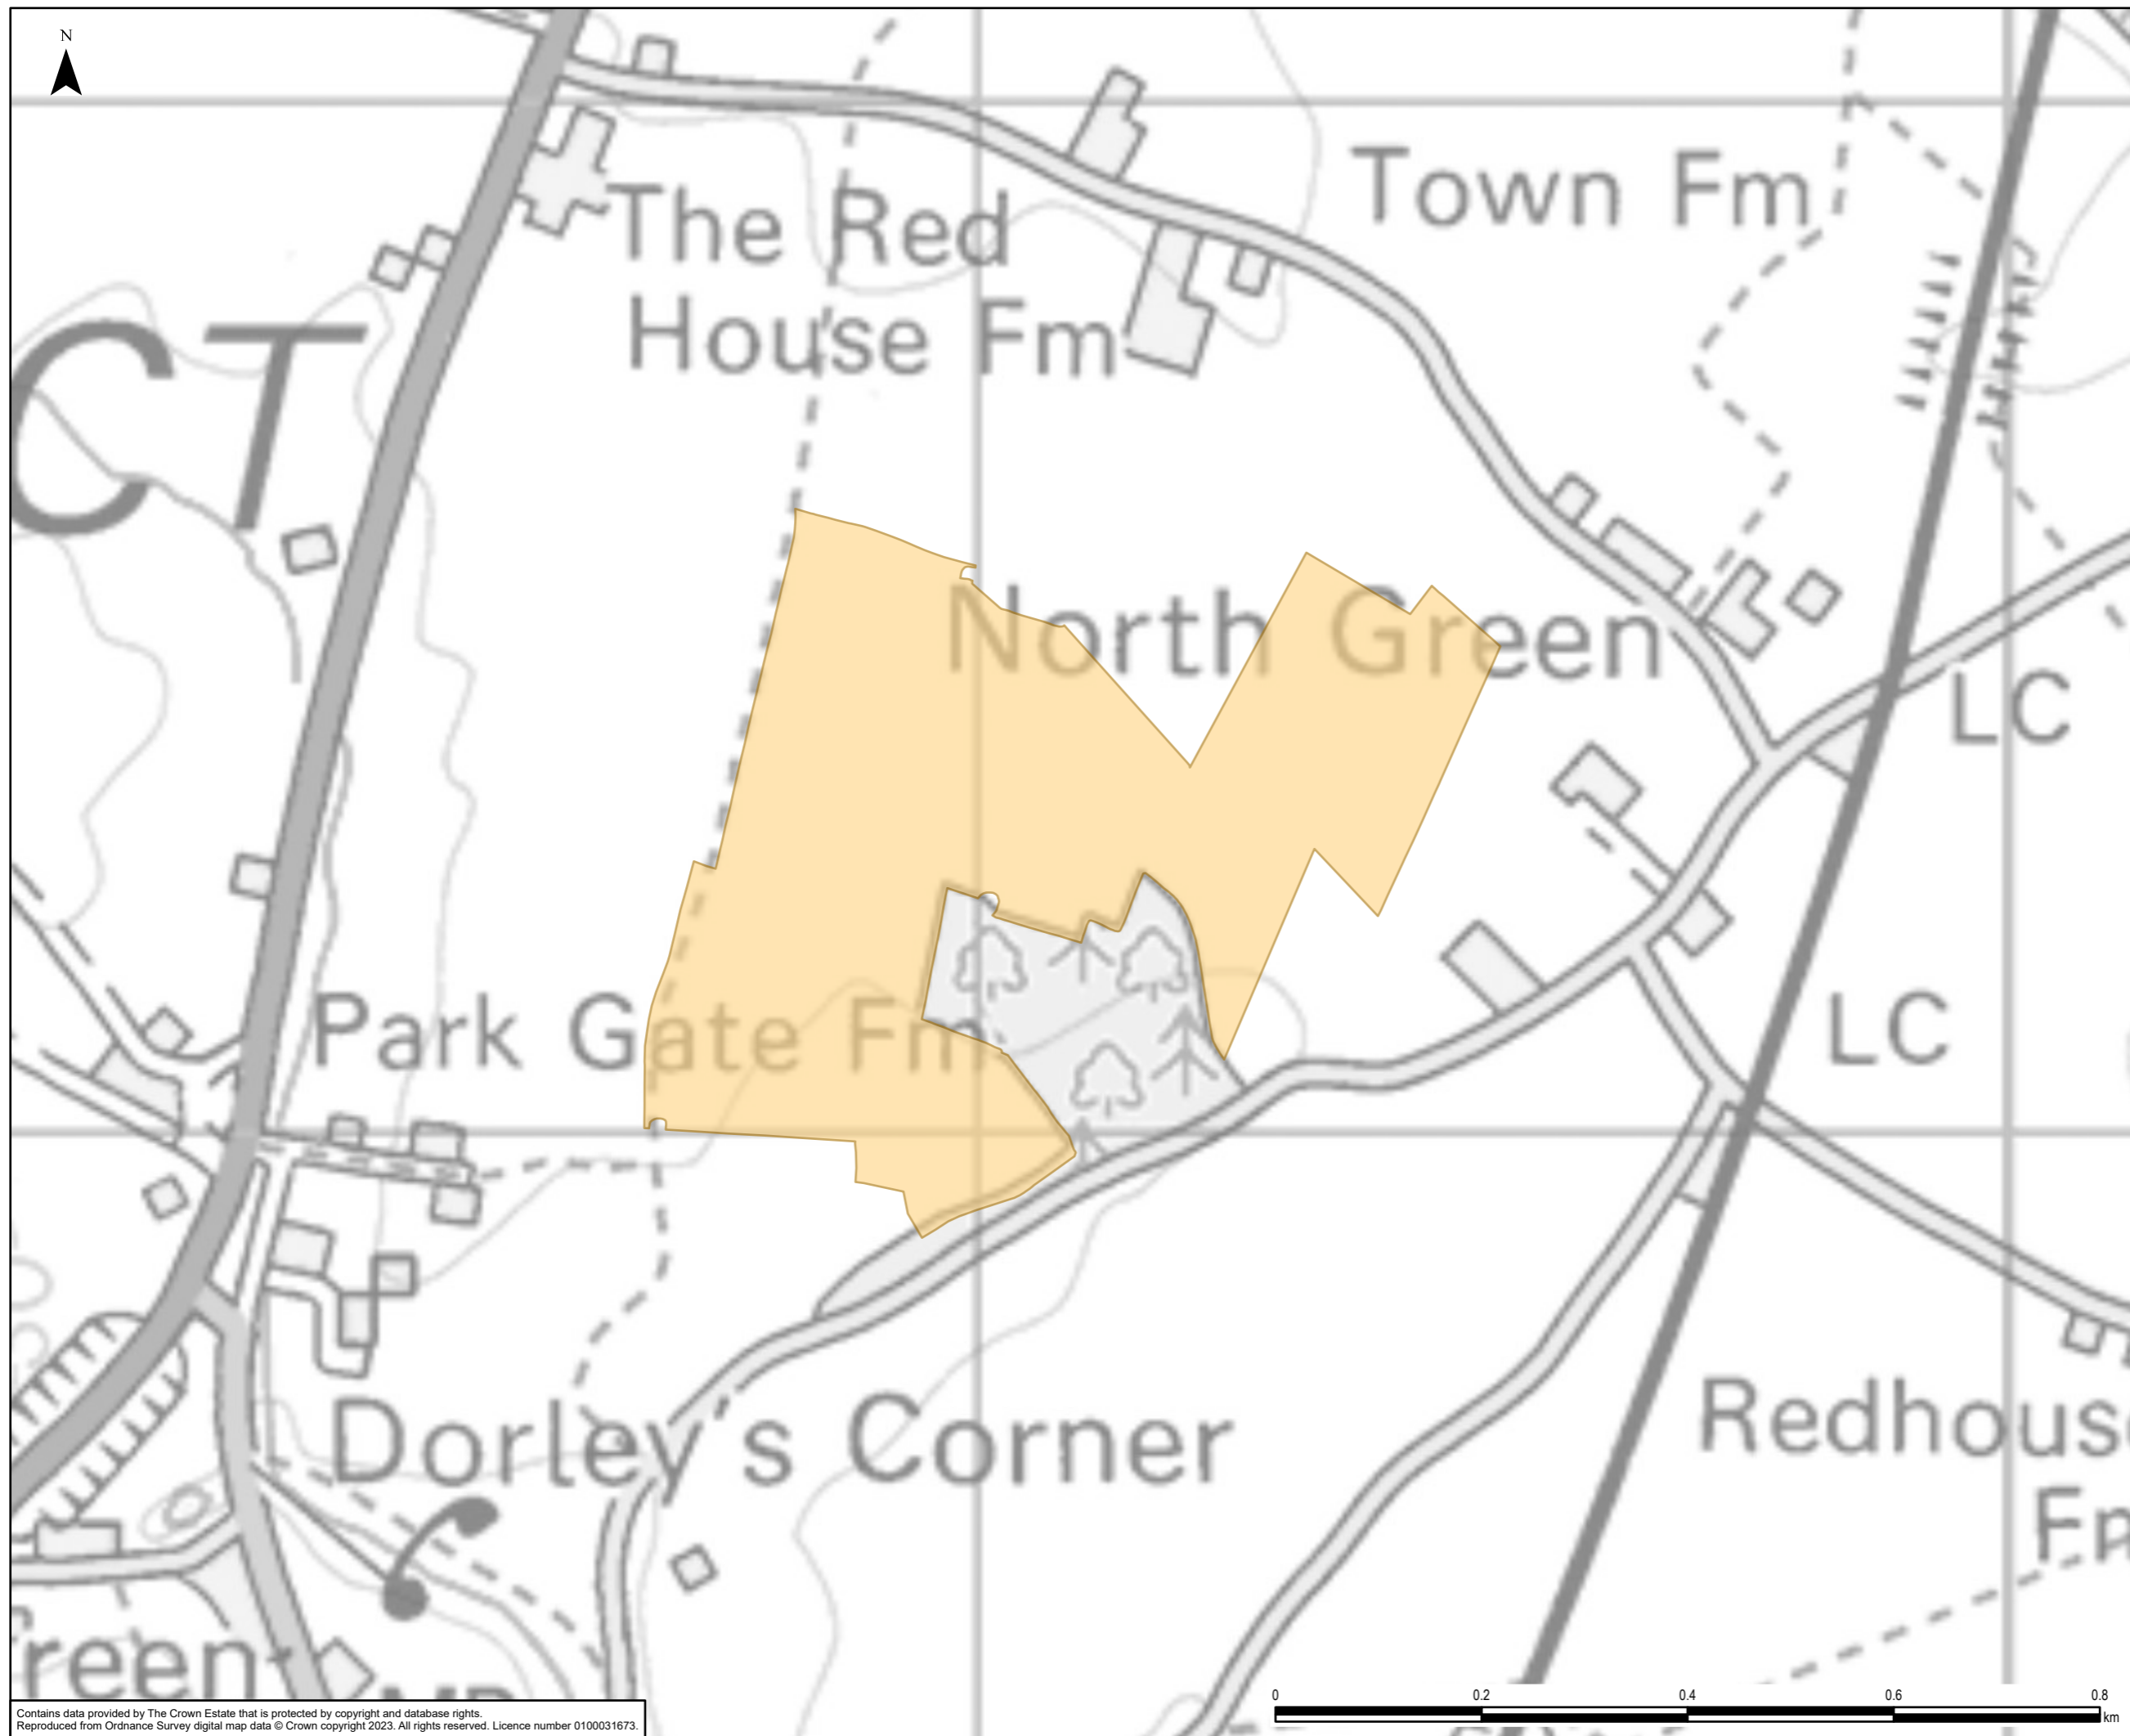 N
Town Fm
The Red
House Fm
CT
North Green
LC
Park Gate Fm
LC
Dorley's Corner
Redhouse
reen
0 0.2 0.4 0.6 0.8
km
Contains data provided by The Crown Estate that is protected by copyright and database rights.
Reproduced from Ordnance Survey digital map data © Crown copyright 2023. All rights reserved. Licence number 0100031673.